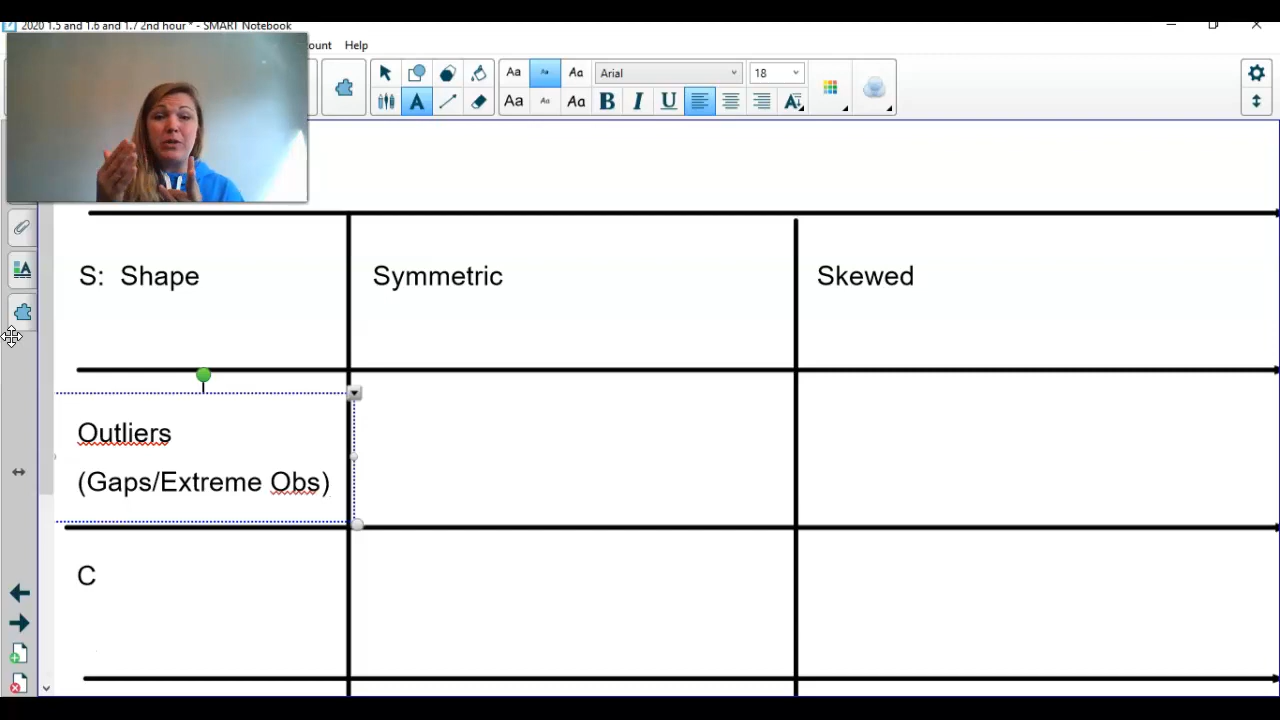 2020 1.5 and 1.6 and 1.7 2nd hour * - SMART Notebook
ount Help
Aa Aa Aa Arial 18
Aa Aa Aa B I U A
S: Shape Symmetric Skewed
Outliers
(Gaps/Extreme Obs)
C